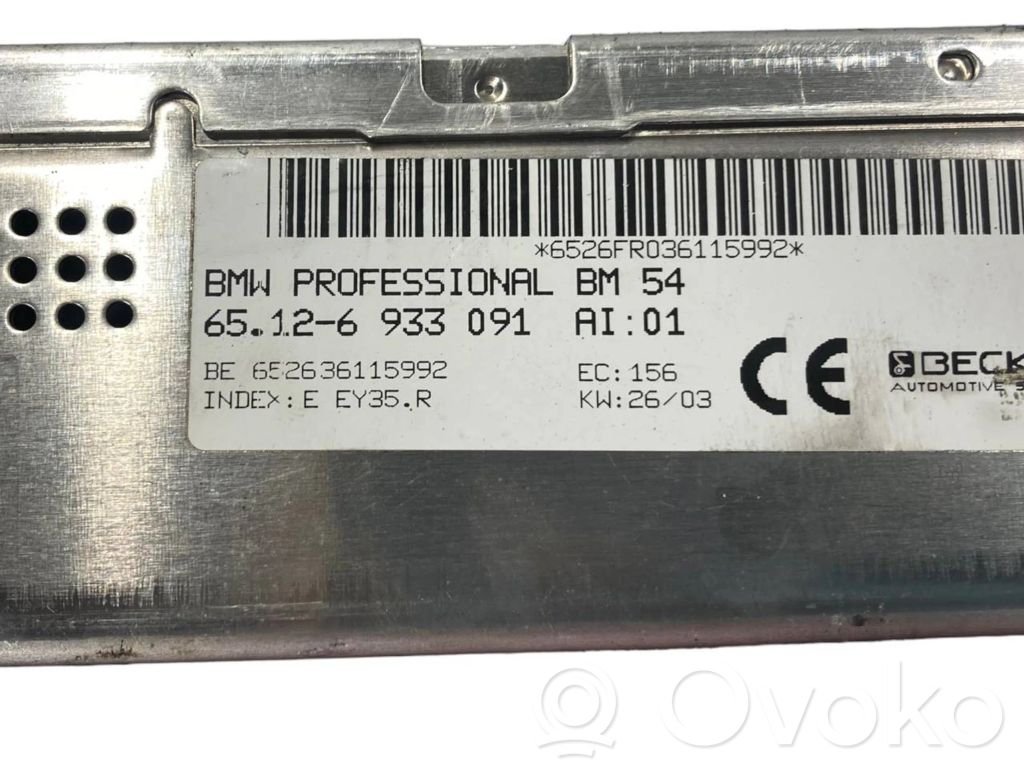 *6526FR036115992*
BMW PROFESSIONAL BM 54
65.12-6 933 091 AI:01
BE 652636115992 EC:156
INDEX:E EY35.R KW:26/03
CE
BECK
AUTOMOTIVE S
Ovoko